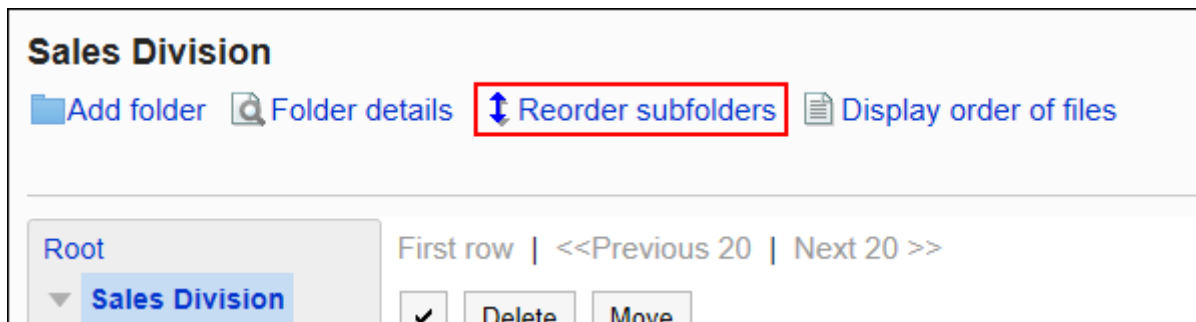 Sales Division
Add folder Folder details Reorder subfolders Display order of files
Root
First row | <<Previous 20 | Next 20 >>
Sales Division
Delete Move